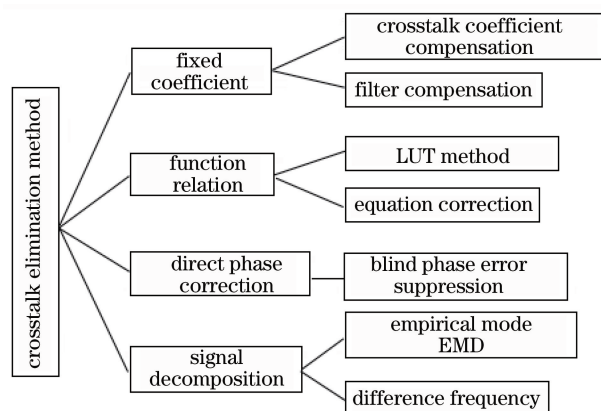 crosstalk elimination method
fixed
coefficient
crosstalk coefficient
compensation
filter compensation
function
relation
LUT method
equation correction
direct phase
correction
blind phase error
suppression
signal
decomposition
empirical mode
EMD
difference frequency